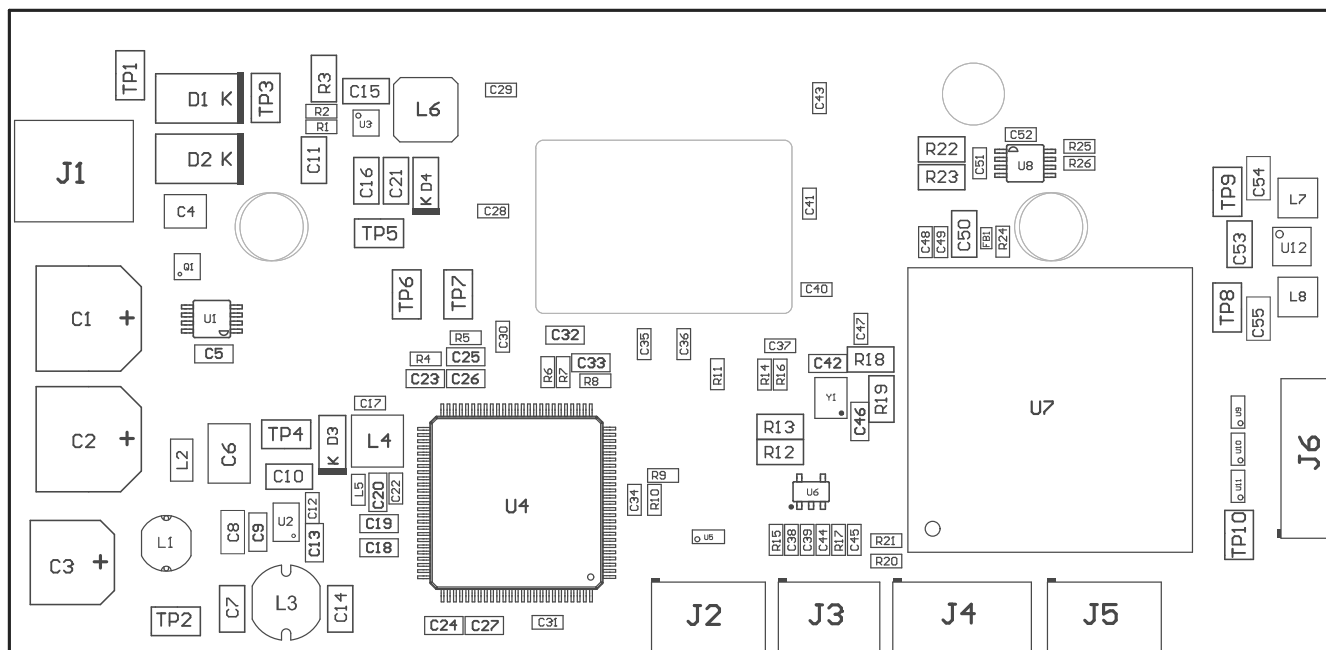 TP1
D1 K
TP3
R3
C15
R2
R1
U3
L6
C29
C43
J1
D2 K
C11
C16
C21
K D4
C4
TP5
C28
C41
R22
R23
C51
C52
U8
R25
R26
C48
C49
C50
FB1
R24
TP9
C54
L7
C53
U12
TP8
C55
L8
Q1
C1 +
U1
C5
TP6
TP7
C40
R5
R4
C25
C23
C26
C30
C32
R6
R7
C33
R8
C35
C36
R11
C37
R14
R16
C47
C42
R18
Y1
C46
R19
U7
C2 +
L2
C6
TP4
C10
K D3
C17
L4
L5
C20
C22
C19
C18
U4
R9
C34
R10
R13
R12
U6
U5
R15
C38
C39
C44
R17
C45
R21
R20
U9
U10
U11
TP10
J6
C3 +
L1
C8
C9
U2
C12
C13
TP2
C7
L3
C14
C24
C27
C31
J2
J3
J4
J5